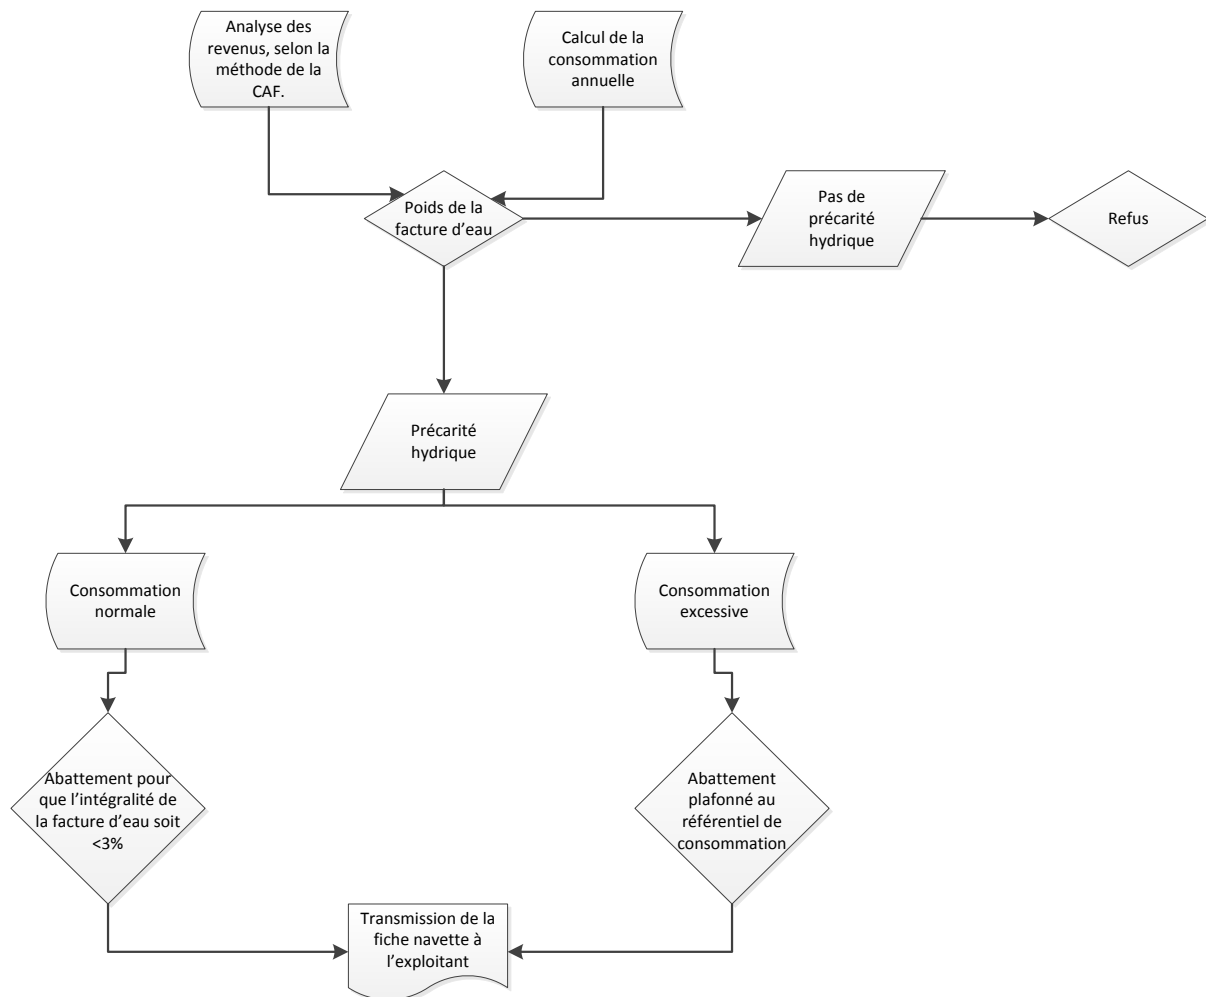 Analyse des
revenus, selon la
méthode de la
CAF.
Calcul de la
consommation
annuelle
Poids de la
facture d’eau
Pas de
précarité
hydrique
Refus
Précarité
hydrique
Consommation
normale
Consommation
excessive
Abattement pour
que l’intégralité de
la facture d’eau soit
<3%
Abattement
plafonné au
référentiel de
consommation
Transmission de la
fiche navette à
l’exploitant